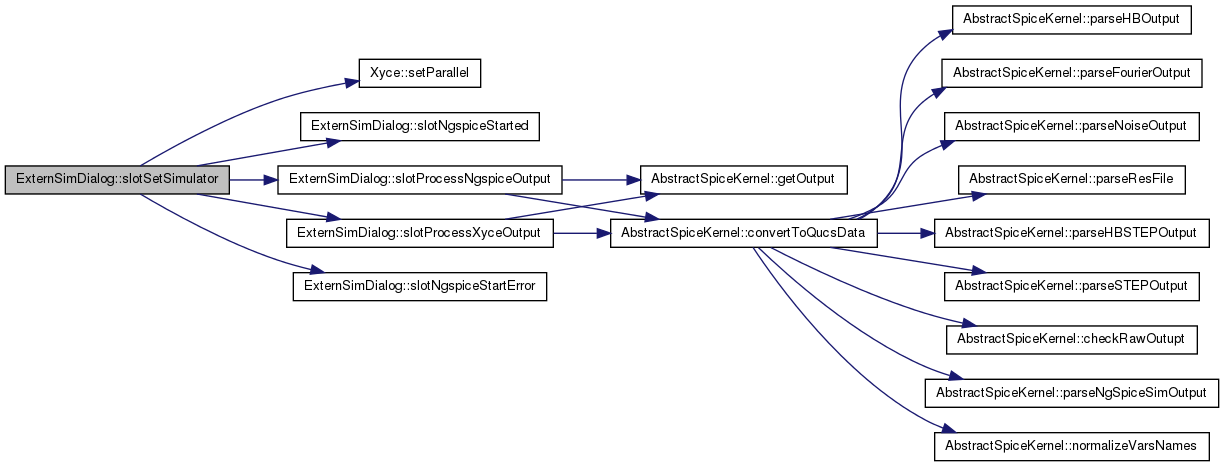 AbstractSpiceKernel::parseHBOutput
Xyce::setParallel
AbstractSpiceKernel::parseFourierOutput
ExternSimDialog::slotNgspiceStarted
AbstractSpiceKernel::parseNoiseOutput
ExternSimDialog::slotSetSimulator
ExternSimDialog::slotProcessNgspiceOutput
AbstractSpiceKernel::getOutput
AbstractSpiceKernel::parseResFile
ExternSimDialog::slotProcessXyceOutput
AbstractSpiceKernel::convertToQucsData
AbstractSpiceKernel::parseHBSTEPOutput
ExternSimDialog::slotNgspiceStartError
AbstractSpiceKernel::parseSTEPOutput
AbstractSpiceKernel::checkRawOutupt
AbstractSpiceKernel::parseNgSpiceSimOutput
AbstractSpiceKernel::normalizeVarsNames